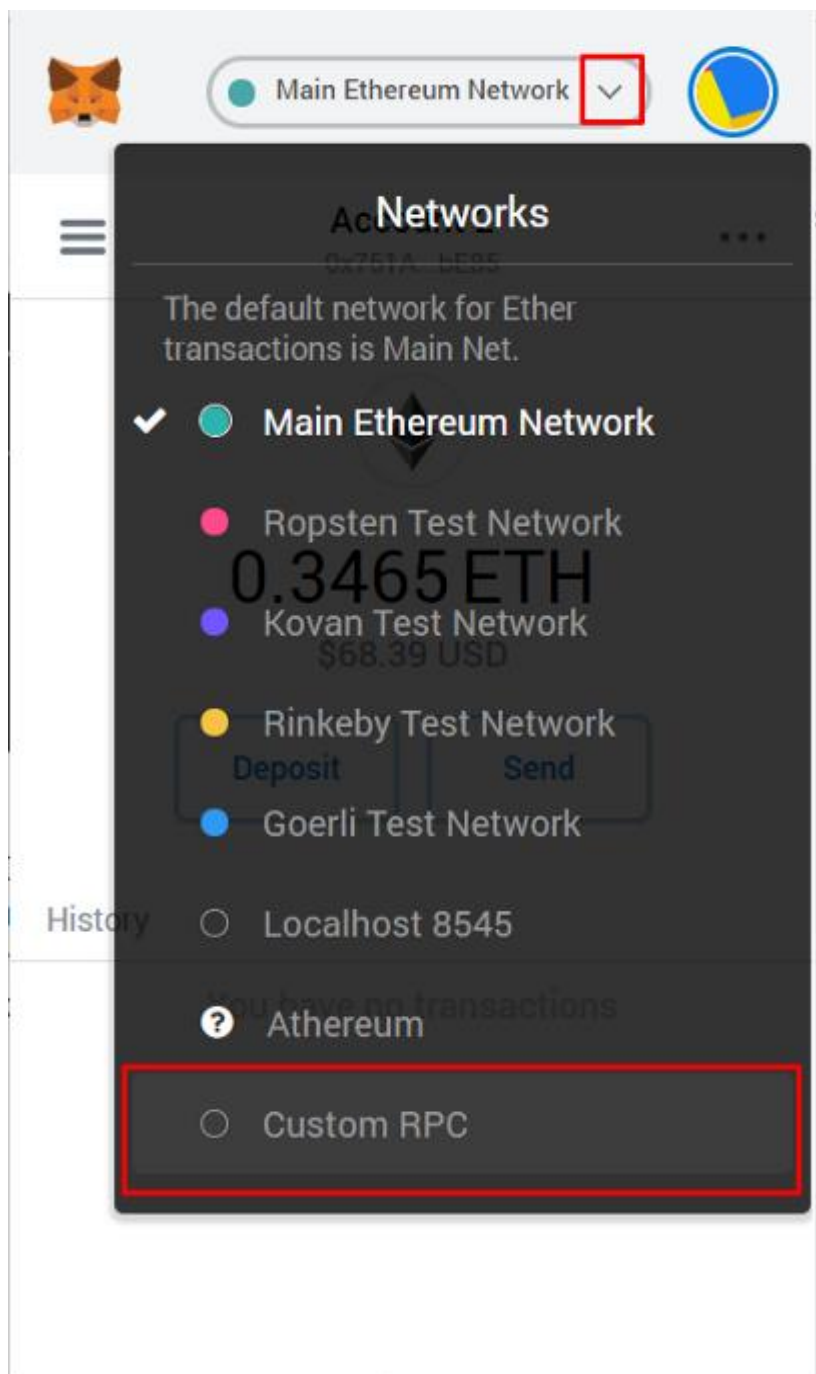 Main Ethereum Network
Networks
0x751A...bE85
The default network for Ether
transactions is Main Net.
Main Ethereum Network
Ropsten Test Network
0.3465 ETH
Kovan Test Network
$68.39 USD
Rinkeby Test Network
Deposit
Send
Goerli Test Network
History
Localhost 8545
You have no transactions
Athereum
Custom RPC